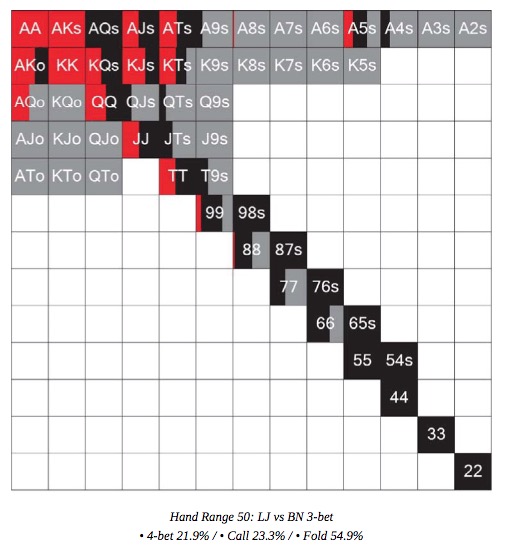 AA AKs AQs AJs ATs A9s A8s A7s A6s A5s A4s A3s A2s
AKo KK KQs KJs KTs K9s K8s K7s K6s K5s
AQo KQo QQ QJs QTs Q9s
AJo KJo QJo JJ JTs J9s
ATo KTo QTo TT T9s
99 98s
88 87s
77 76s
66 65s
55 54s
44
33
22
Hand Range 50: LJ vs BN 3-bet
• 4-bet 21.9% / • Call 23.3% / • Fold 54.9%